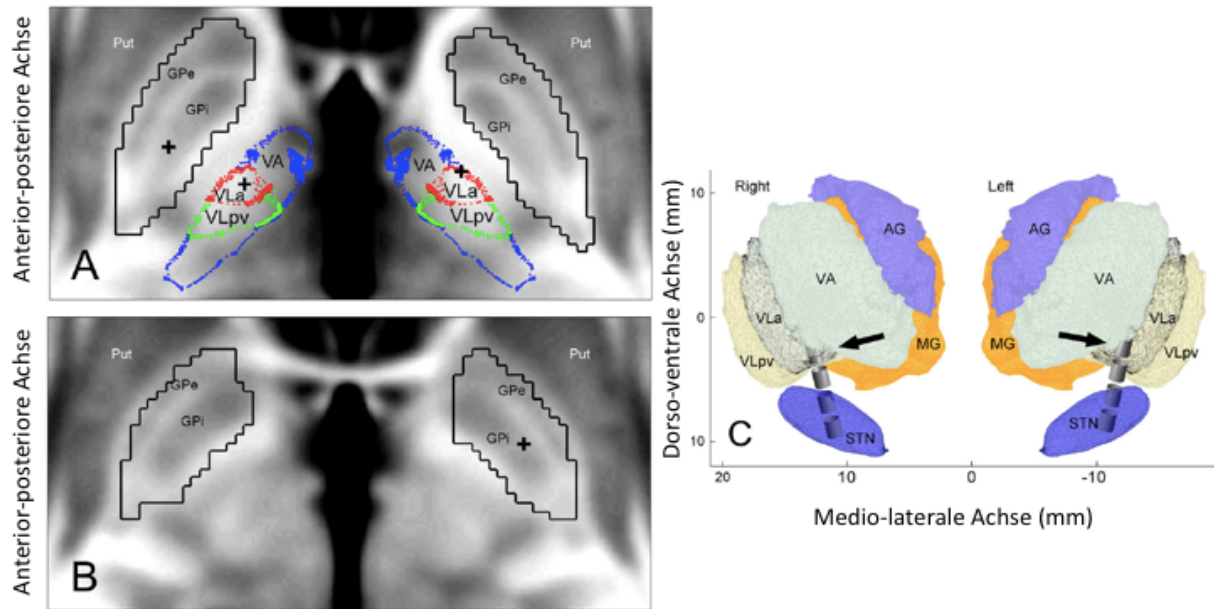 Anterior-posteriore Achse
Put
Put
GPe
GPe
GPi
GPi
VA
VA
VLa
VLa
VLpv
VLpv
A
Anterior-posteriore Achse
Put
Put
GPe
GPe
GPi
GPi
B
Dorso-ventrale Achse (mm)
10
0
10
Right
Left
AG
AG
VA
VA
VLa
VLa
VLpv
VLpv
MG
MG
STN
STN
C
20
10
0
-10
Medio-laterale Achse (mm)